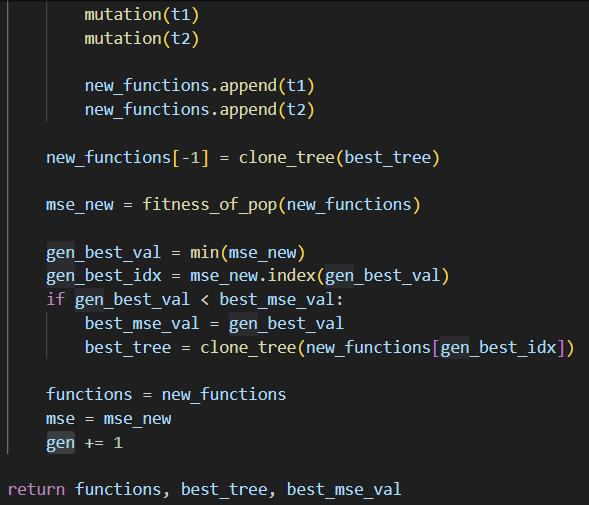 mutation(t1)
mutation(t2)
new_functions.append(t1)
new_functions.append(t2)
new_functions[-1] = clone_tree(best_tree)
mse_new = fitness_of_pop(new_functions)
gen_best_val = min(mse_new)
gen_best_idx = mse_new.index(gen_best_val)
if gen_best_val < best_mse_val:
best_mse_val = gen_best_val
best_tree = clone_tree(new_functions[gen_best_idx])
functions = new_functions
mse = mse_new
gen += 1
return functions, best_tree, best_mse_val